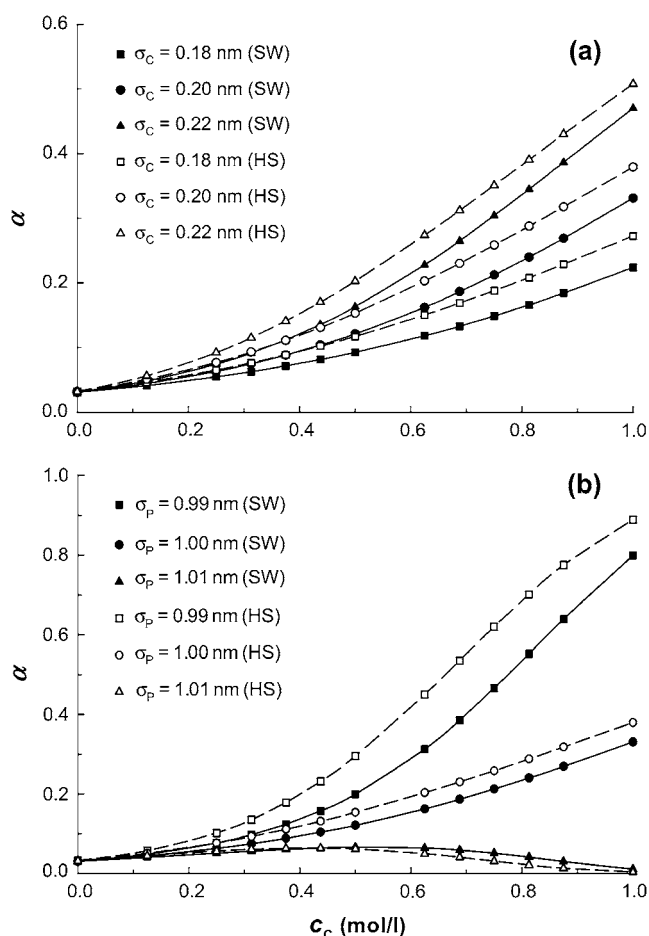 0.6
(a)
σC = 0.18 nm (SW)
σC = 0.20 nm (SW)
σC = 0.22 nm (SW)
σC = 0.18 nm (HS)
σC = 0.20 nm (HS)
σC = 0.22 nm (HS)
0.4
α
0.2
0.0
0.0 0.2 0.4 0.6 0.8 1.0
1.0
(b)
σP = 0.99 nm (SW)
σP = 1.00 nm (SW)
σP = 1.01 nm (SW)
σP = 0.99 nm (HS)
σP = 1.00 nm (HS)
σP = 1.01 nm (HS)
0.8
0.6
α
0.4
0.2
0.0
0.0 0.2 0.4 0.6 0.8 1.0
cC (mol/l)